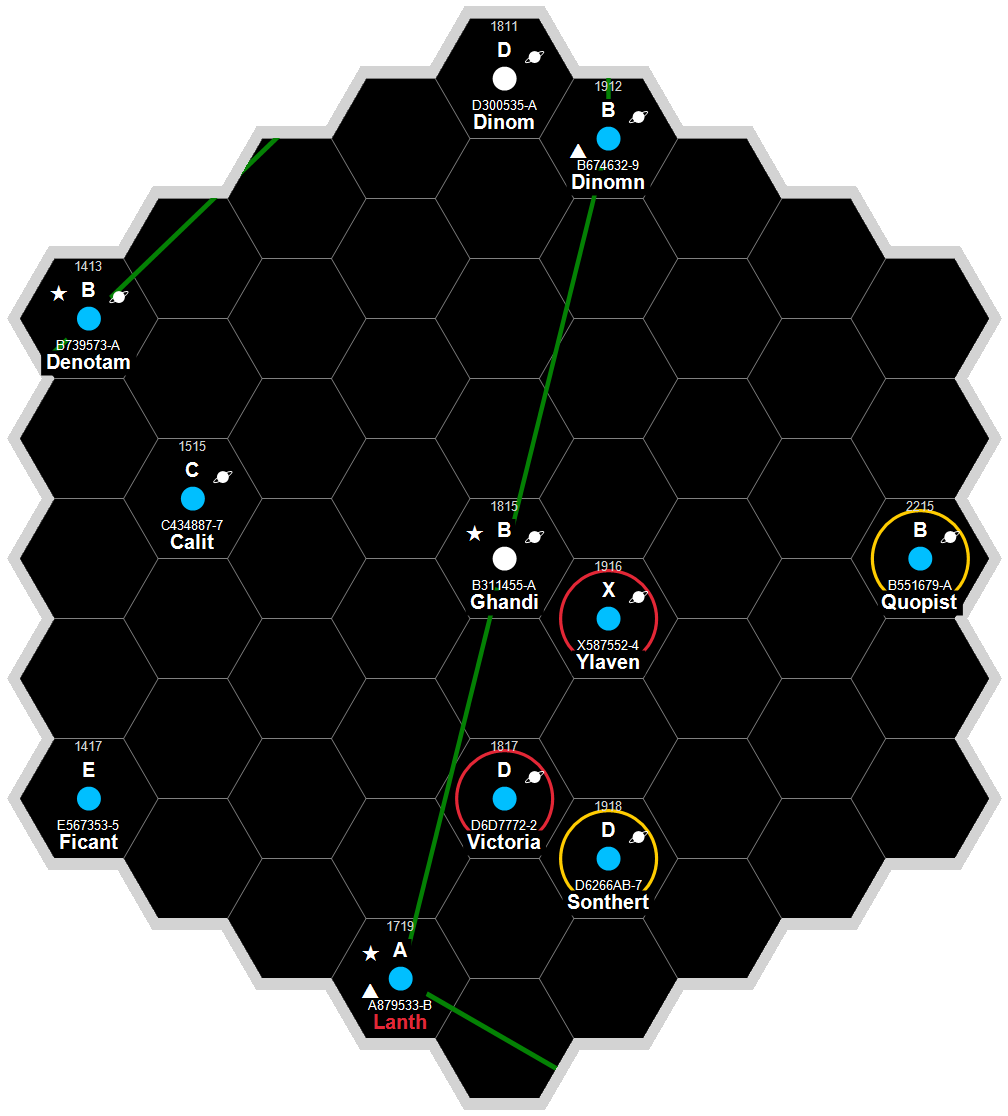 1811
D
D300535-A
Dinom
1912
B
B674632-9
Dinomn
1413
B
B739573-A
Denotam
1515
C
C434887-7
Calit
1815
B
B311455-A
Ghandi
2215
B
B551679-A
Quopist
1916
X
X587552-4
Ylaven
1417
E
E567353-5
Ficant
1817
D
D6D7772-2
Victoria
1918
D
D6266AB-7
Sonthert
1719
A
A879533-B
Lanth